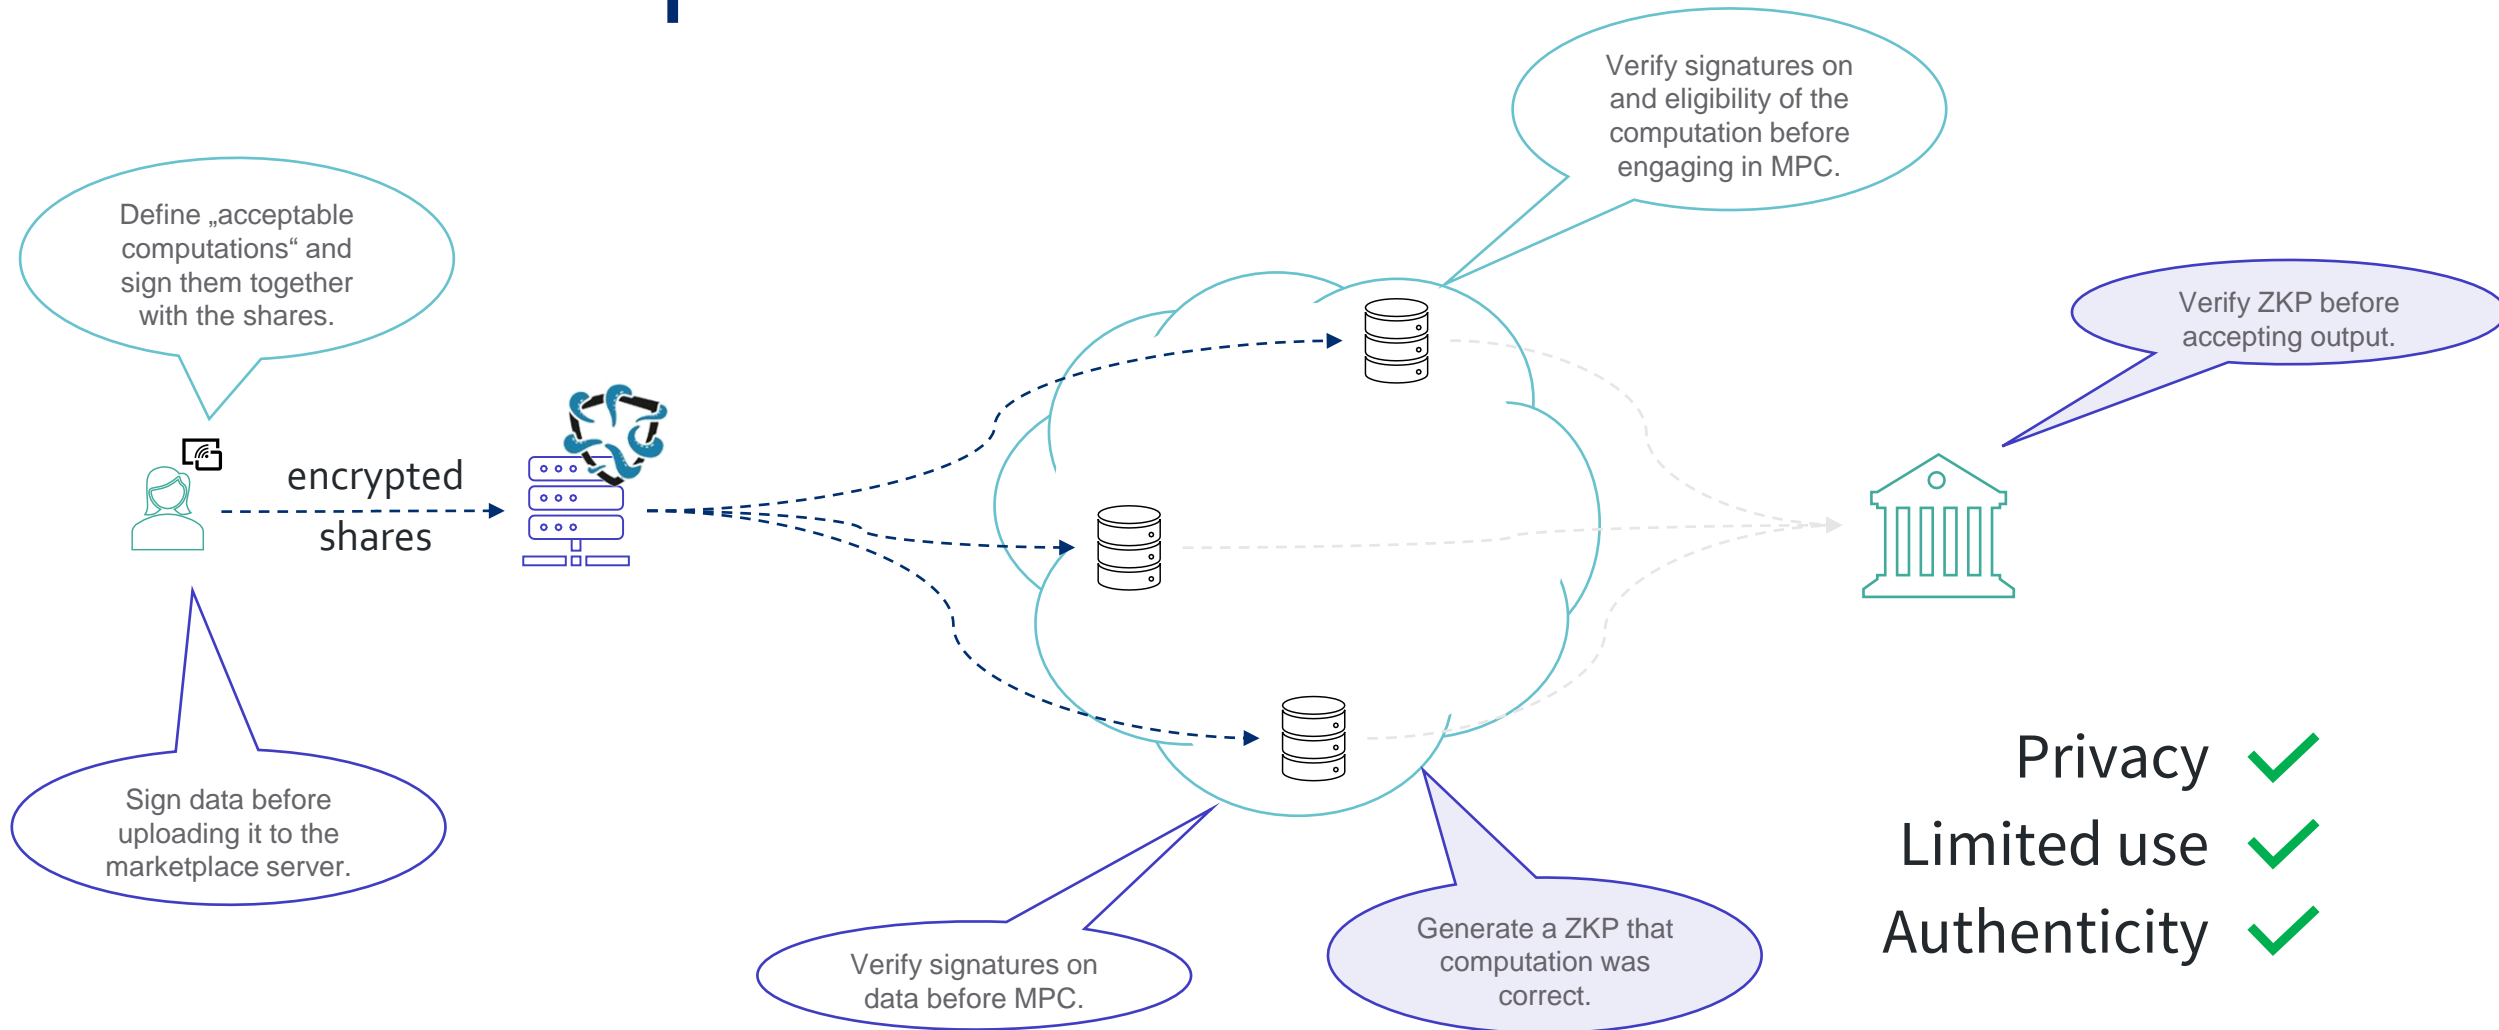 Verify signatures on
and eligibility of the
computation before
engaging in MPC.
Define „acceptable
computations“ and
sign them together
with the shares.
Verify ZKP before
accepting output.
encrypted
shares
Sign data before
uploading it to the
marketplace server.
Verify signatures on
data before MPC.
Generate a ZKP that
computation was
correct.
Privacy
Limited use
Authenticity